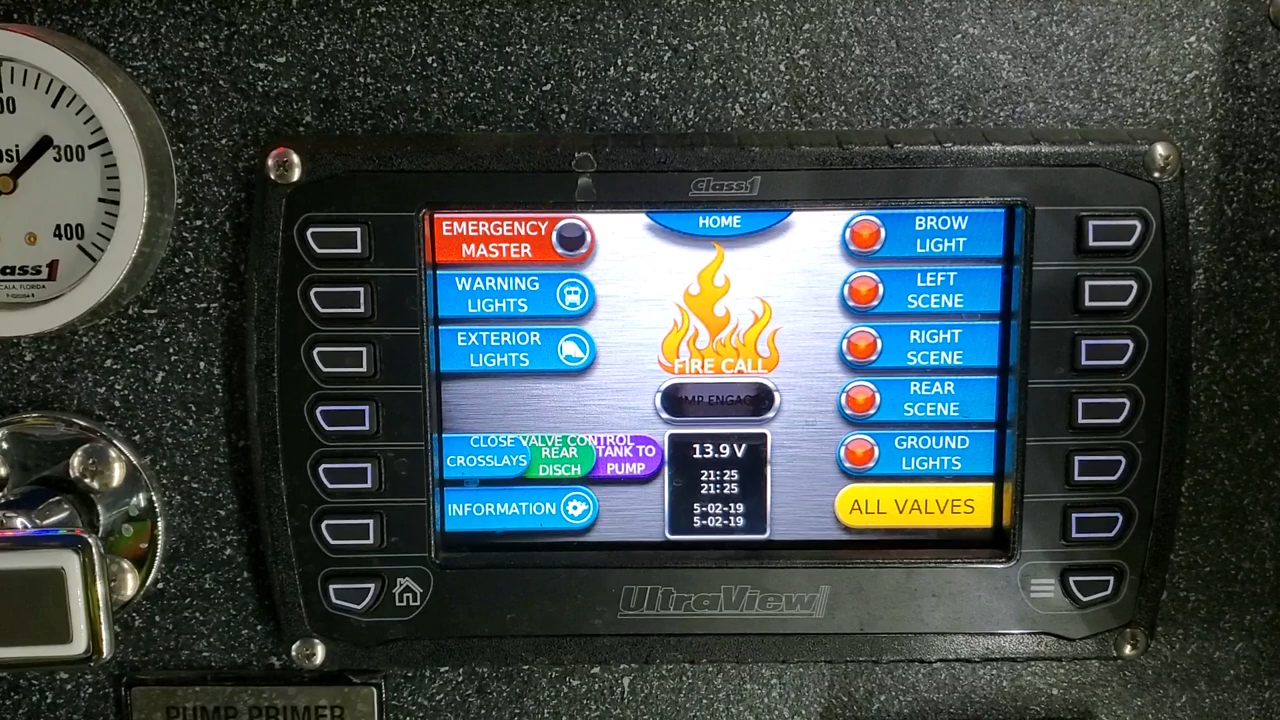 psi
300
400
Class1
EMERGENCY
MASTER
WARNING
LIGHTS
EXTERIOR
LIGHTS
CLOSE VALVE CONTROL
CROSSLAYS
REAR
DISCH
TANK TO
PUMP
INFORMATION
HOME
FIRE CALL
13.9 V
21:25
21:25
5-02-19
5-02-19
BROW
LIGHT
LEFT
SCENE
RIGHT
SCENE
REAR
SCENE
GROUND
LIGHTS
ALL VALVES
UltraView
PUMP PRIMER